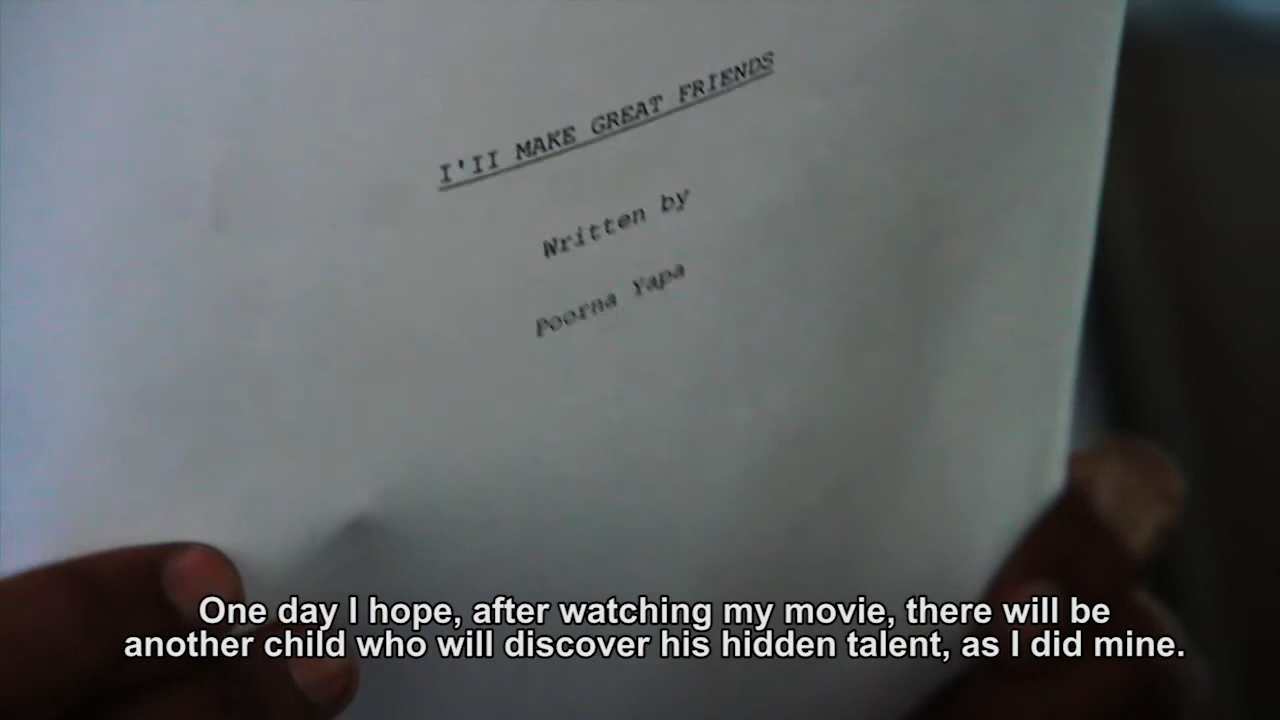 I'II MAKE GREAT FRIENDS
Written by
Poorna Yapa
One day I hope, after watching my movie, there will be
another child who will discover his hidden talent, as I did mine.